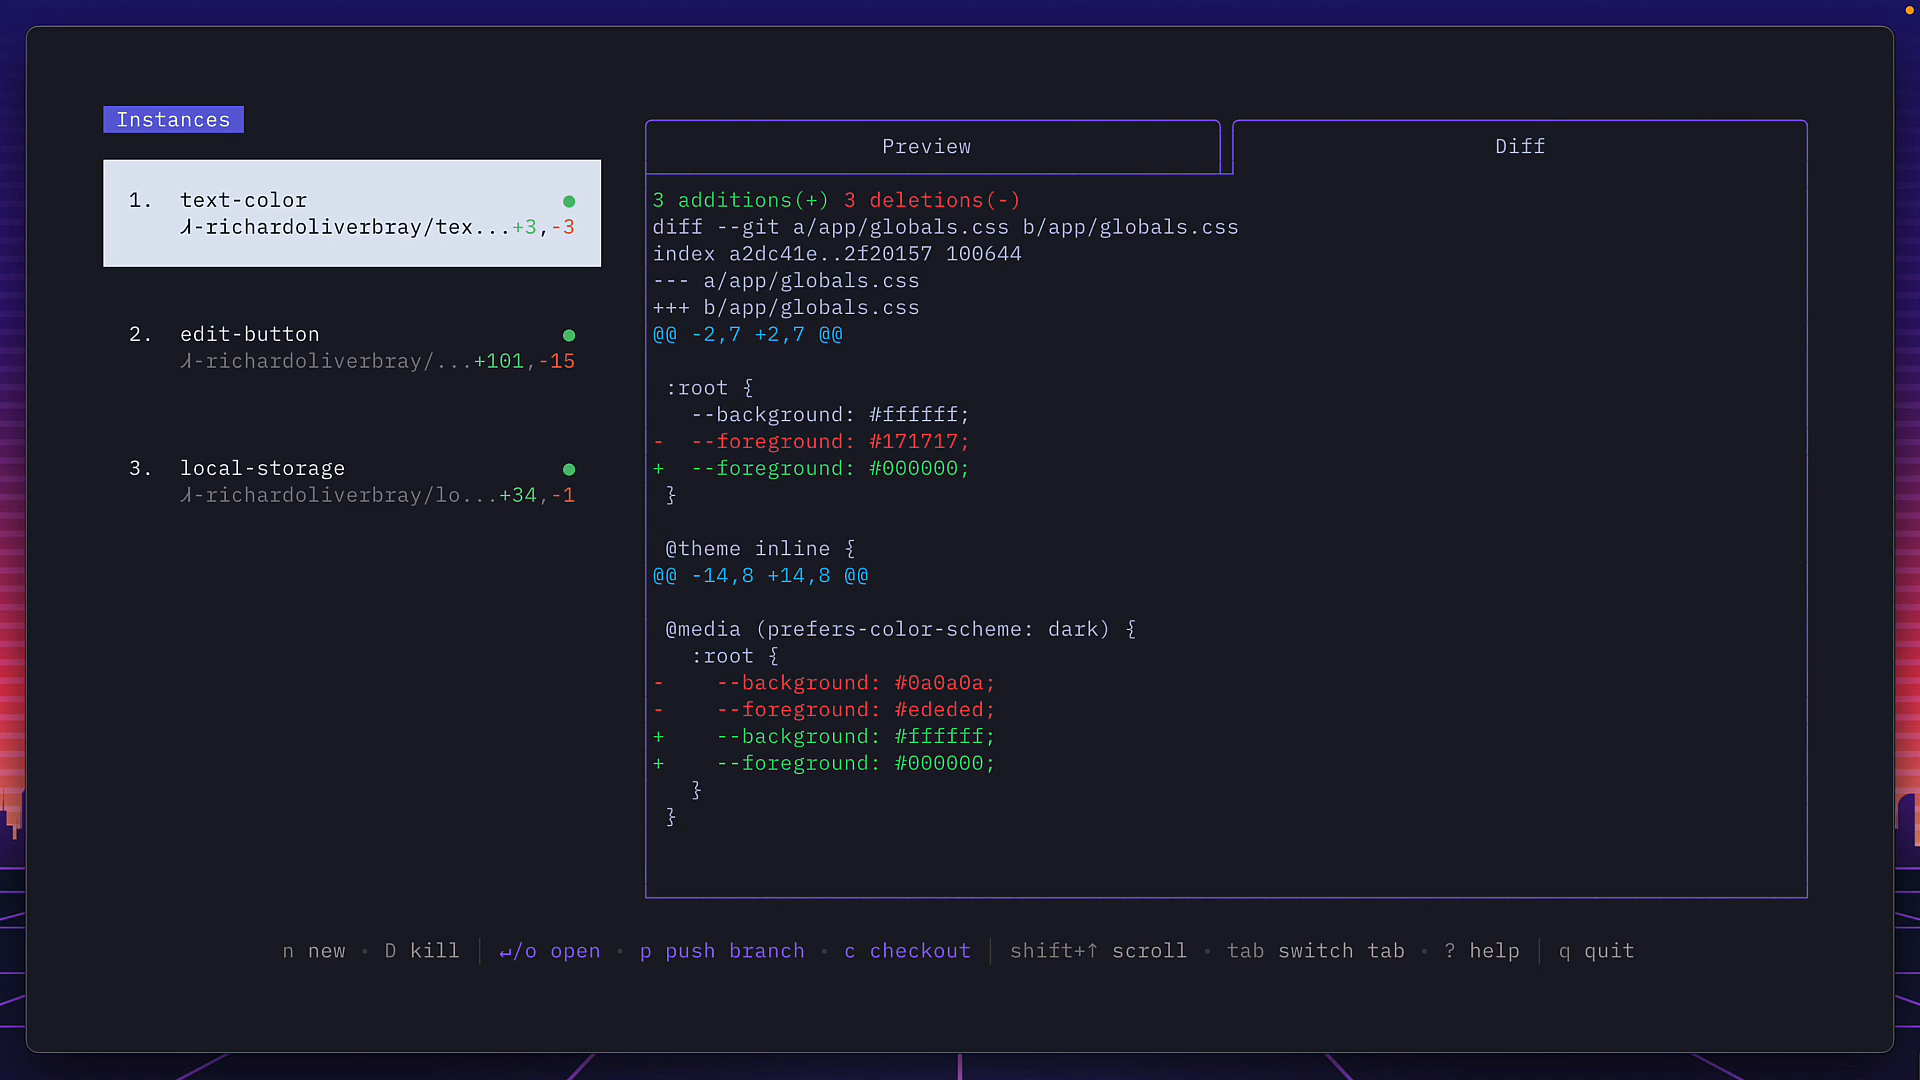 Instances
1. text-color
⅄-richardoliverbray/tex...+3,-3
2. edit-button
⅄-richardoliverbray/...+101,-15
3. local-storage
⅄-richardoliverbray/lo...+34,-1
Preview
Diff
3 additions(+) 3 deletions(-)
diff --git a/app/globals.css b/app/globals.css
index a2dc41e..2f20157 100644
--- a/app/globals.css
+++ b/app/globals.css
@@ -2,7 +2,7 @@
 :root {
   --background: #ffffff;
-  --foreground: #171717;
+  --foreground: #000000;
 }
 @theme inline {
@@ -14,8 +14,8 @@
 @media (prefers-color-scheme: dark) {
   :root {
-    --background: #0a0a0a;
-    --foreground: #ededed;
+    --background: #ffffff;
+    --foreground: #000000;
   }
 }
n new • D kill │ ↵/o open • p push branch • c checkout │ shift+↑ scroll • tab switch tab • ? help │ q quit